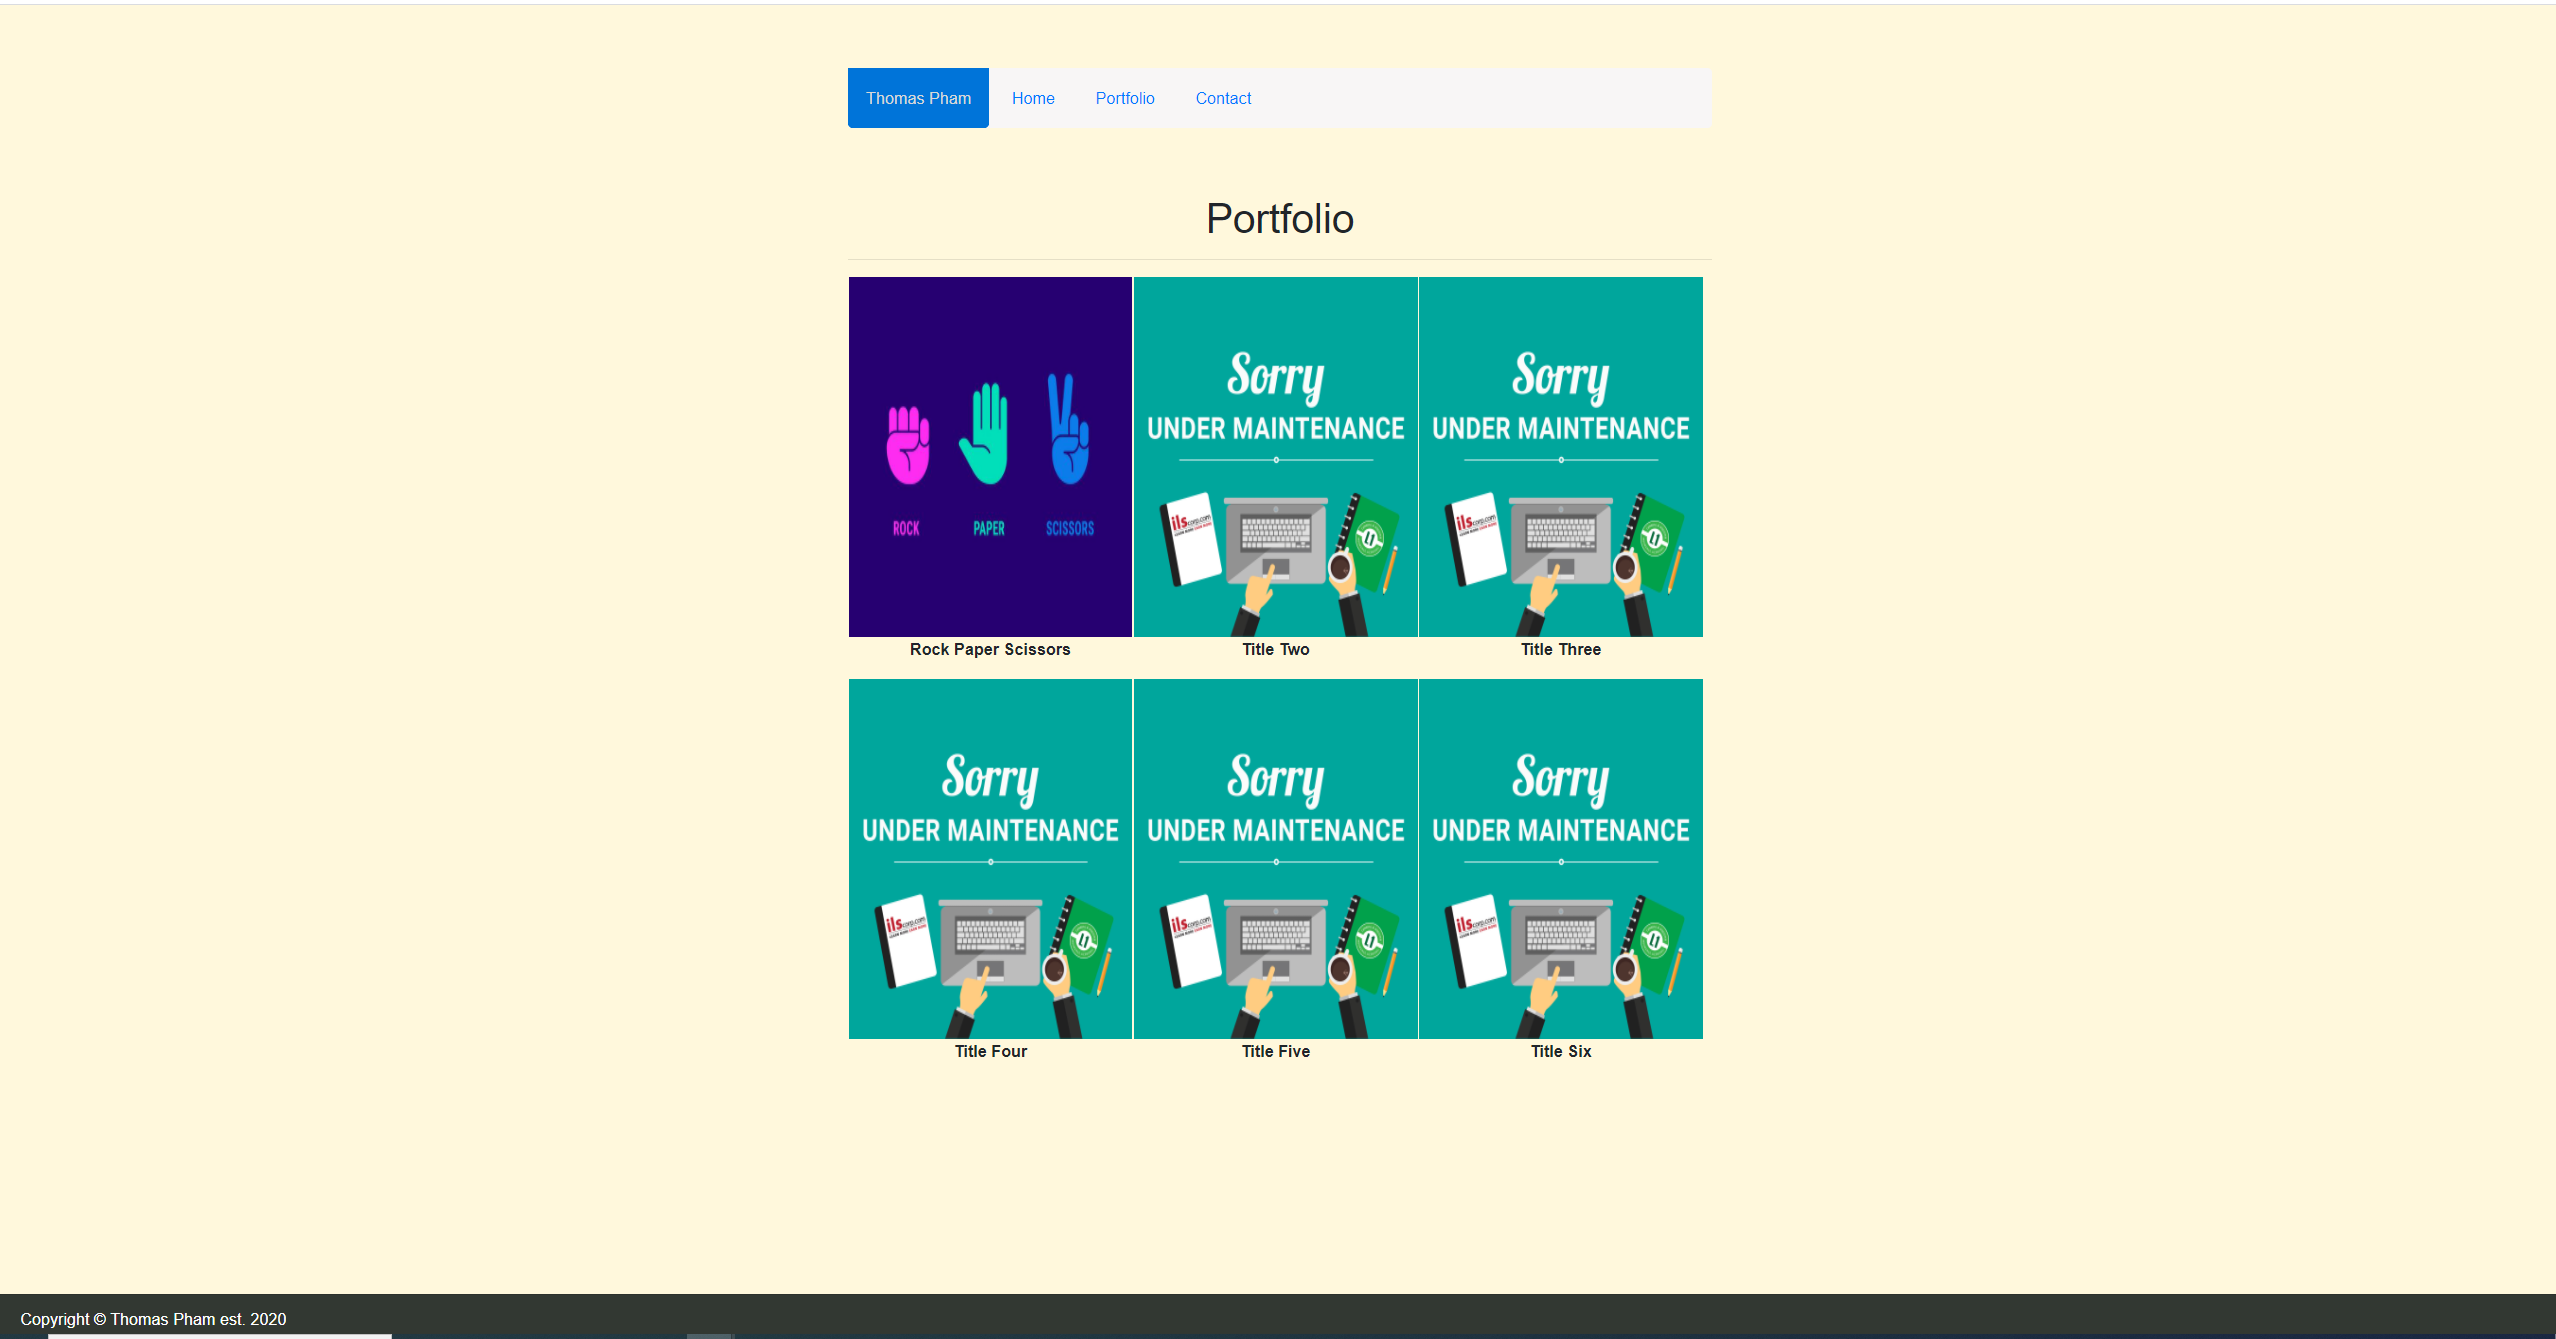 Thomas Pham Home Portfolio Contact
Portfolio
ROCK PAPER SCISSORS
Rock Paper Scissors
Sorry
UNDER MAINTENANCE
ilscorp.com
Title Two
Sorry
UNDER MAINTENANCE
ilscorp.com
Title Three
Sorry
UNDER MAINTENANCE
ilscorp.com
Title Four
Sorry
UNDER MAINTENANCE
ilscorp.com
Title Five
Sorry
UNDER MAINTENANCE
ilscorp.com
Title Six
Copyright © Thomas Pham est. 2020